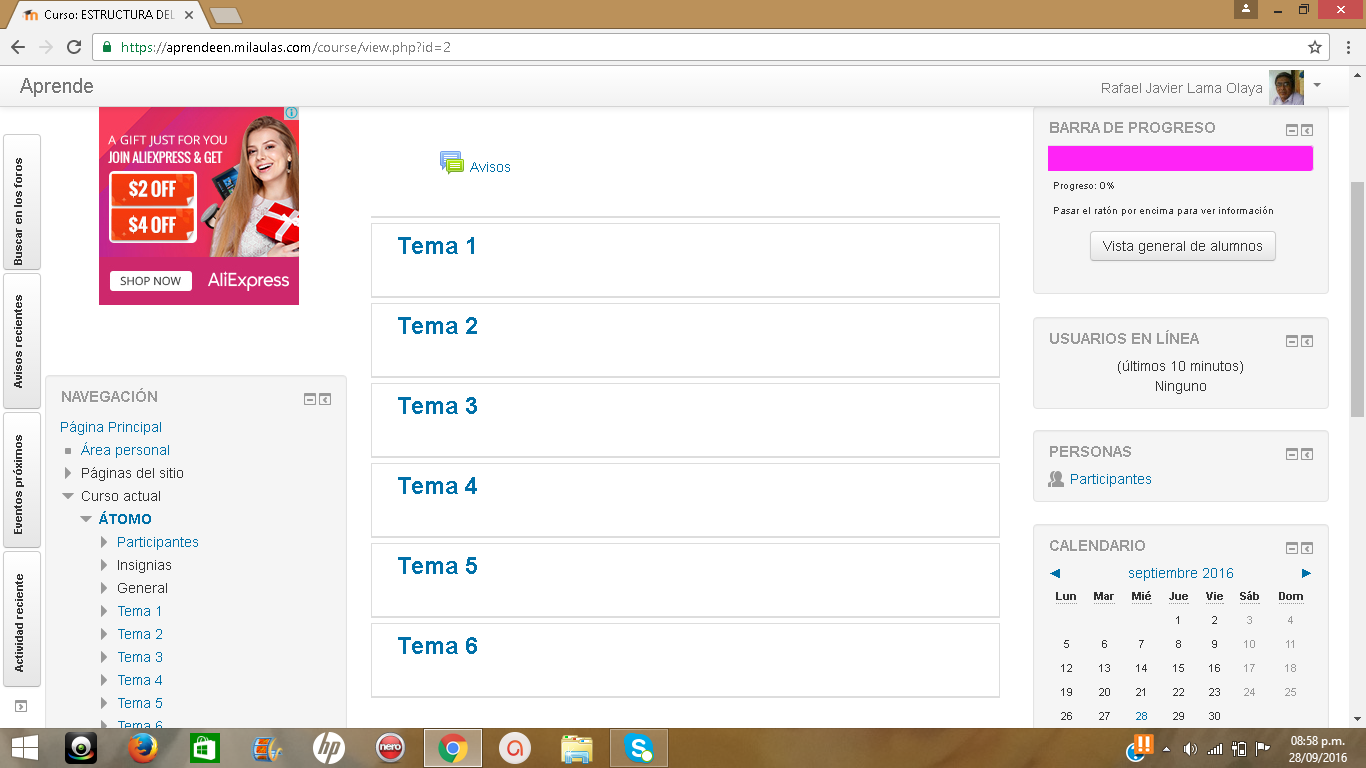 Curso: ESTRUCTURA DEL
https://aprendeen.milaulas.com/course/view.php?id=2
Aprende
Rafael Javier Lama Olaya
Buscar en los foros
Avisos recientes
Eventos próximos
Actividad reciente
A GIFT JUST FOR YOU
JOIN ALIEXPRESS & GET
$2 OFF
$4 OFF
SHOP NOW
AliExpress
NAVEGACIÓN
Página Principal
Área personal
Páginas del sitio
Curso actual
ÁTOMO
Participantes
Insignias
General
Tema 1
Tema 2
Tema 3
Tema 4
Tema 5
Tema 6
Avisos
Tema 1
Tema 2
Tema 3
Tema 4
Tema 5
Tema 6
BARRA DE PROGRESO
Progreso: 0%
Pasar el ratón por encima para ver información
Vista general de alumnos
USUARIOS EN LÍNEA
(últimos 10 minutos)
Ninguno
PERSONAS
Participantes
CALENDARIO
septiembre 2016
Lun Mar Mié Jue Vie Sáb Dom
1 2 3 4
5 6 7 8 9 10 11
12 13 14 15 16 17 18
19 20 21 22 23 24 25
26 27 28 29 30
hp
nero
08:58 p.m.
28/09/2016